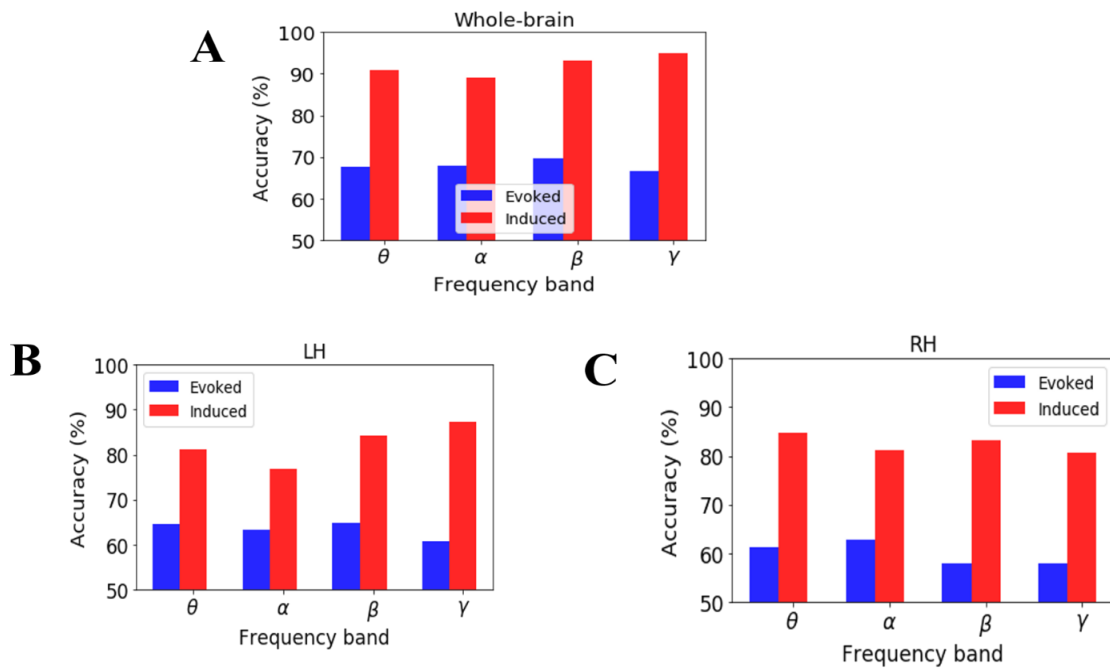 A
Whole-brain
100
90
80
70
60
50
Accuracy (%)
Evoked
Induced
θ α β γ
Frequency band
B
LH
100
90
80
70
60
50
Accuracy (%)
Evoked
Induced
θ α β γ
Frequency band
C
RH
100
90
80
70
60
50
Accuracy (%)
Evoked
Induced
θ α β γ
Frequency band